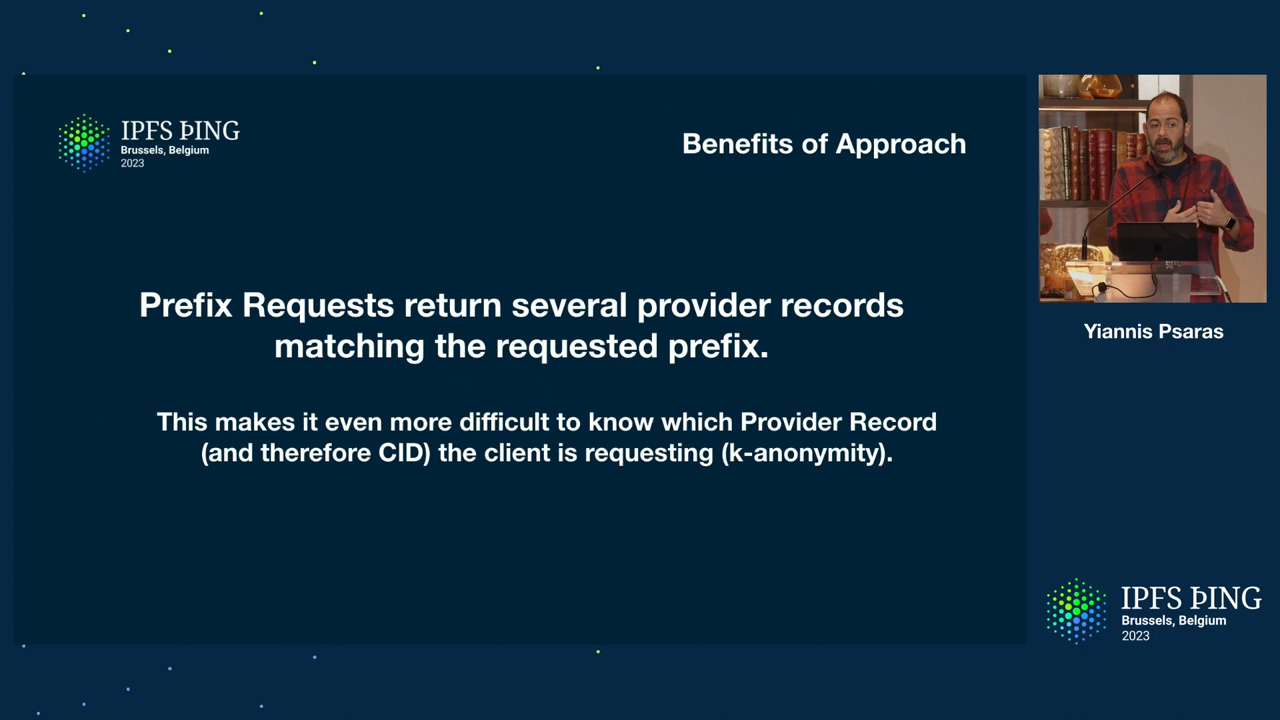 IPFS ÞING
Brussels, Belgium
2023
Benefits of Approach
Prefix Requests return several provider records
matching the requested prefix.
This makes it even more difficult to know which Provider Record
(and therefore CID) the client is requesting (k-anonymity).
Yiannis Psaras
IPFS ÞING
Brussels, Belgium
2023